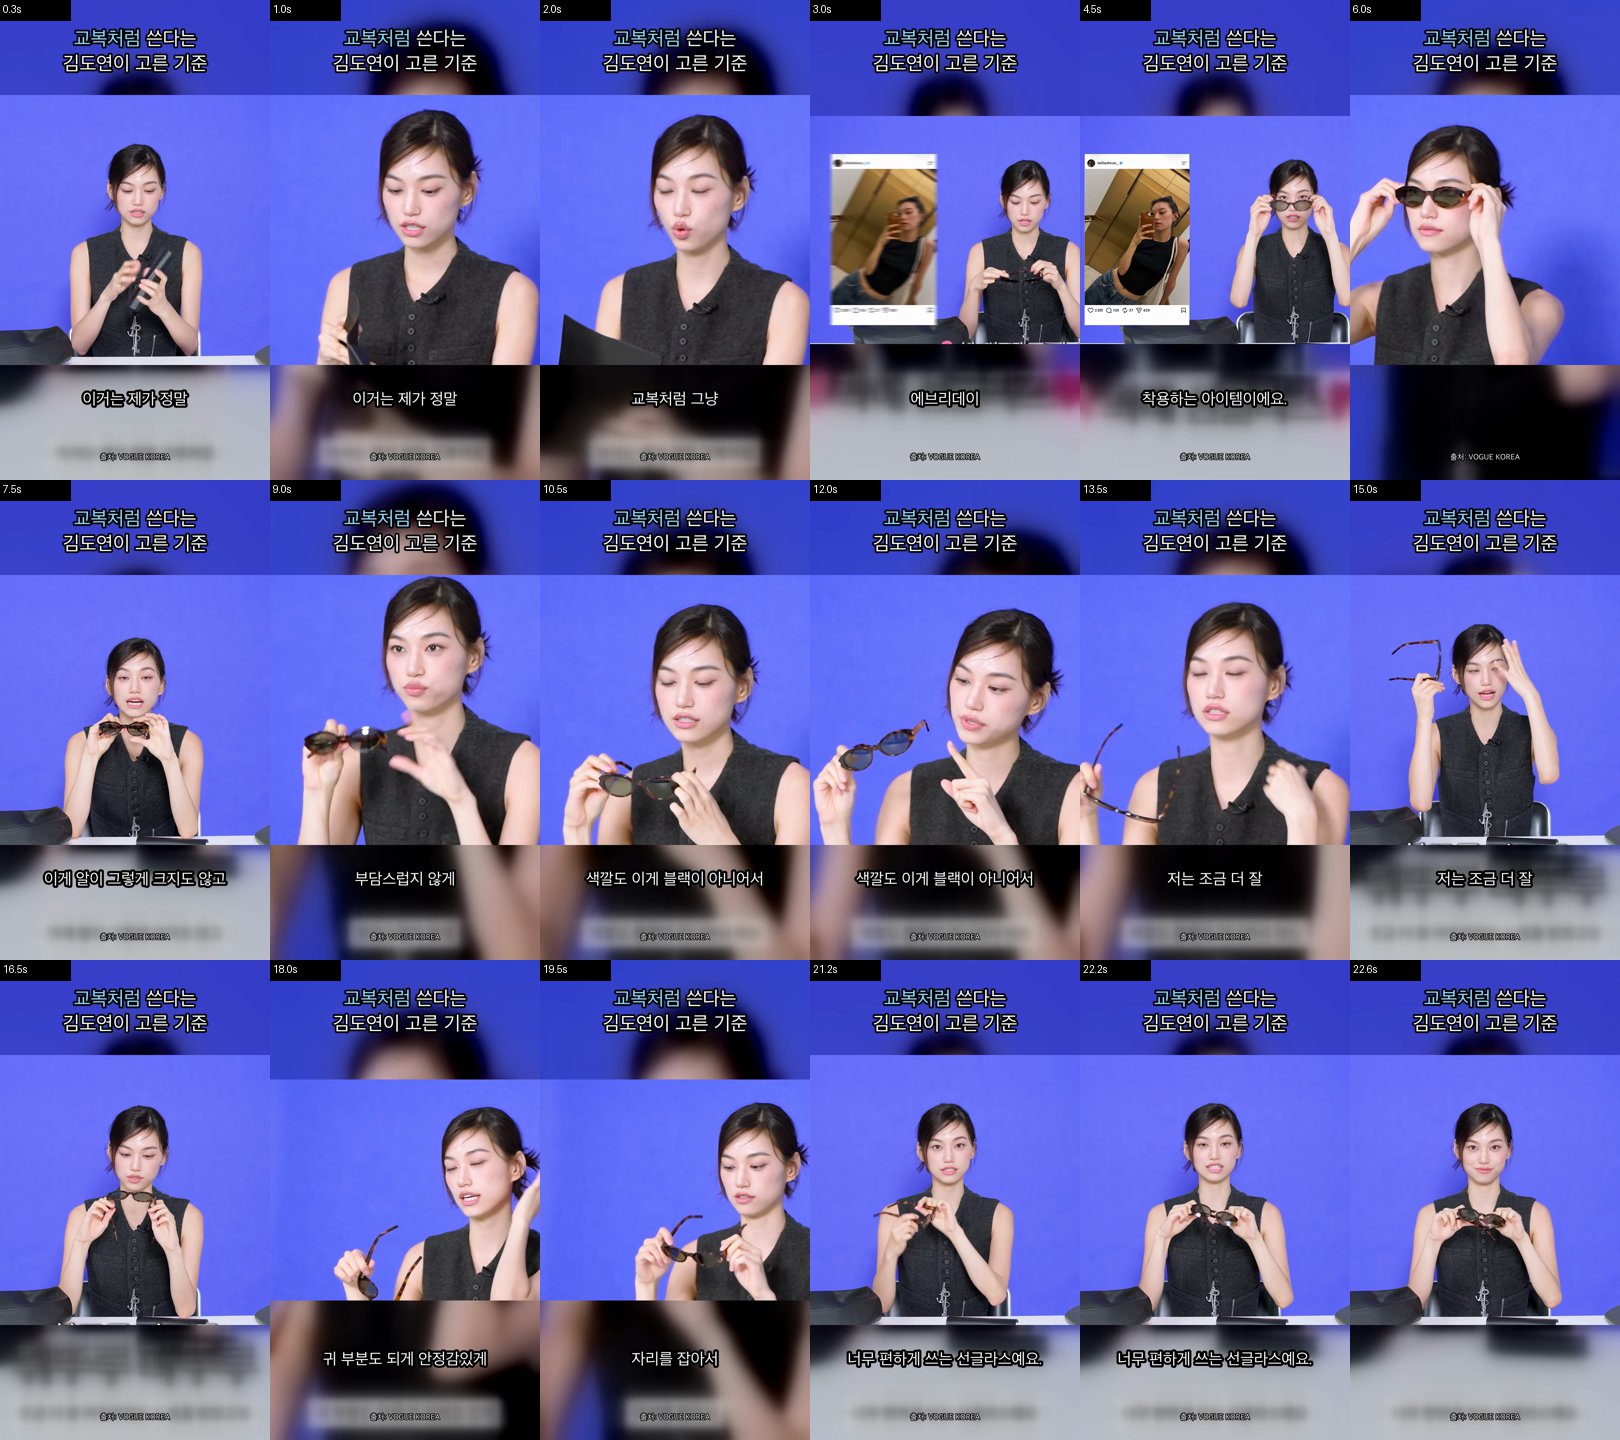 0.3s
교복처럼 쓴다는
김도연이 고른 기준
이거는 제가 정말
출처: VOGUE KOREA
1.0s
교복처럼 쓴다는
김도연이 고른 기준
이거는 제가 정말
출처: VOGUE KOREA
2.0s
교복처럼 쓴다는
김도연이 고른 기준
교복처럼 그냥
출처: VOGUE KOREA
3.0s
교복처럼 쓴다는
김도연이 고른 기준
에브리데이
출처: VOGUE KOREA
4.5s
교복처럼 쓴다는
김도연이 고른 기준
착용하는 아이템이에요.
출처: VOGUE KOREA
6.0s
교복처럼 쓴다는
김도연이 고른 기준
출처: VOGUE KOREA
7.5s
교복처럼 쓴다는
김도연이 고른 기준
이게 알이 그렇게 크지도 않고
출처: VOGUE KOREA
9.0s
교복처럼 쓴다는
김도연이 고른 기준
부담스럽지 않게
출처: VOGUE KOREA
10.5s
교복처럼 쓴다는
김도연이 고른 기준
색깔도 이게 블랙이 아니어서
출처: VOGUE KOREA
12.0s
교복처럼 쓴다는
김도연이 고른 기준
색깔도 이게 블랙이 아니어서
출처: VOGUE KOREA
13.5s
교복처럼 쓴다는
김도연이 고른 기준
저는 조금 더 잘
출처: VOGUE KOREA
15.0s
교복처럼 쓴다는
김도연이 고른 기준
저는 조금 더 잘
출처: VOGUE KOREA
16.5s
교복처럼 쓴다는
김도연이 고른 기준
출처: VOGUE KOREA
18.0s
교복처럼 쓴다는
김도연이 고른 기준
귀 부분도 되게 안정감있게
출처: VOGUE KOREA
19.5s
교복처럼 쓴다는
김도연이 고른 기준
자리를 잡아서
출처: VOGUE KOREA
21.2s
교복처럼 쓴다는
김도연이 고른 기준
너무 편하게 쓰는 선글라스예요.
출처: VOGUE KOREA
22.2s
교복처럼 쓴다는
김도연이 고른 기준
너무 편하게 쓰는 선글라스예요.
출처: VOGUE KOREA
22.6s
교복처럼 쓴다는
김도연이 고른 기준
출처: VOGUE KOREA